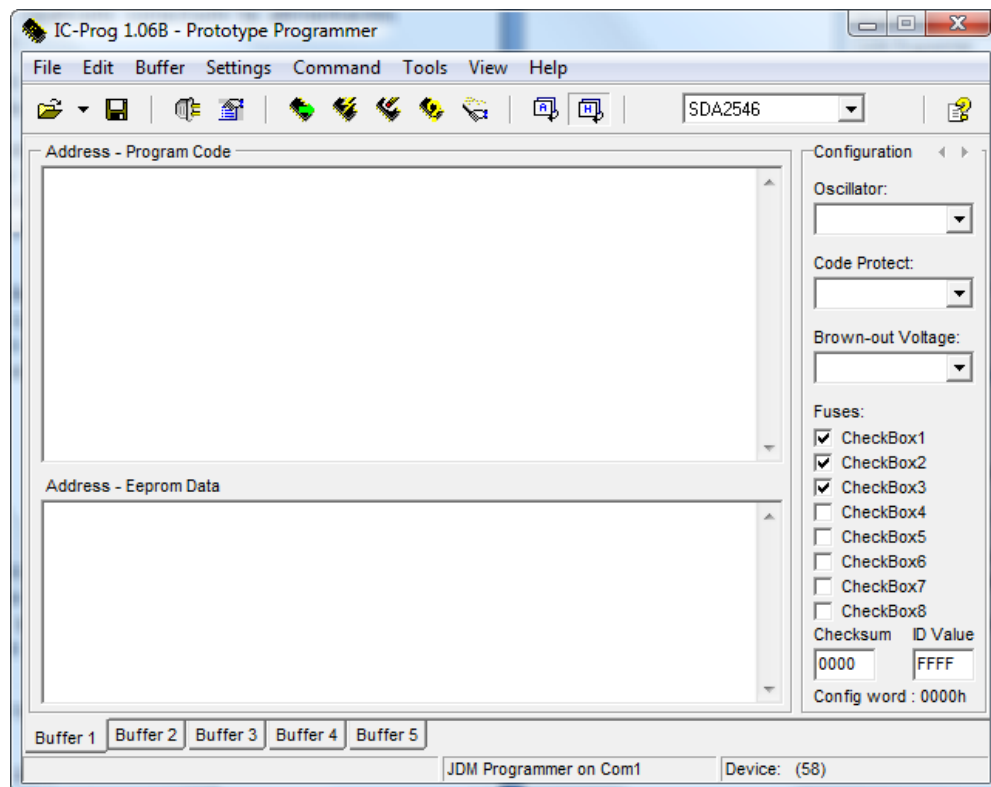 IC-Prog 1.06B - Prototype Programmer
File Edit Buffer Settings Command Tools View Help
SDA2546
Address - Program Code
Configuration
Oscillator:
Code Protect:
Brown-out Voltage:
Fuses:
CheckBox1
CheckBox2
CheckBox3
Address - Eeprom Data
CheckBox4
CheckBox5
CheckBox6
CheckBox7
CheckBox8
Checksum ID Value
0000 FFFF
Config word : 0000h
Buffer 1 Buffer 2 Buffer 3 Buffer 4 Buffer 5
JDM Programmer on Com1 Device: (58)